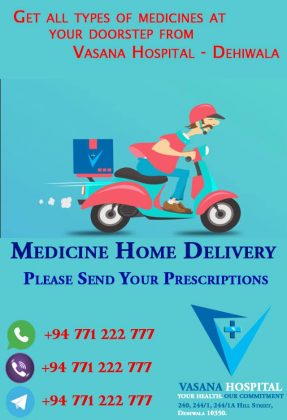 Get all types of medicines at
your doorstep from
Vasana Hospital - Dehiwala
Medicine Home Delivery
Please Send Your Prescriptions
+94 771 222 777
+94 771 222 777
+94 771 222 777
VASANA HOSPITAL
YOUR HEALTH. OUR COMMITMENT
240, 244/1, 244/1A HILL STREET,
DEHIWALA 10350.